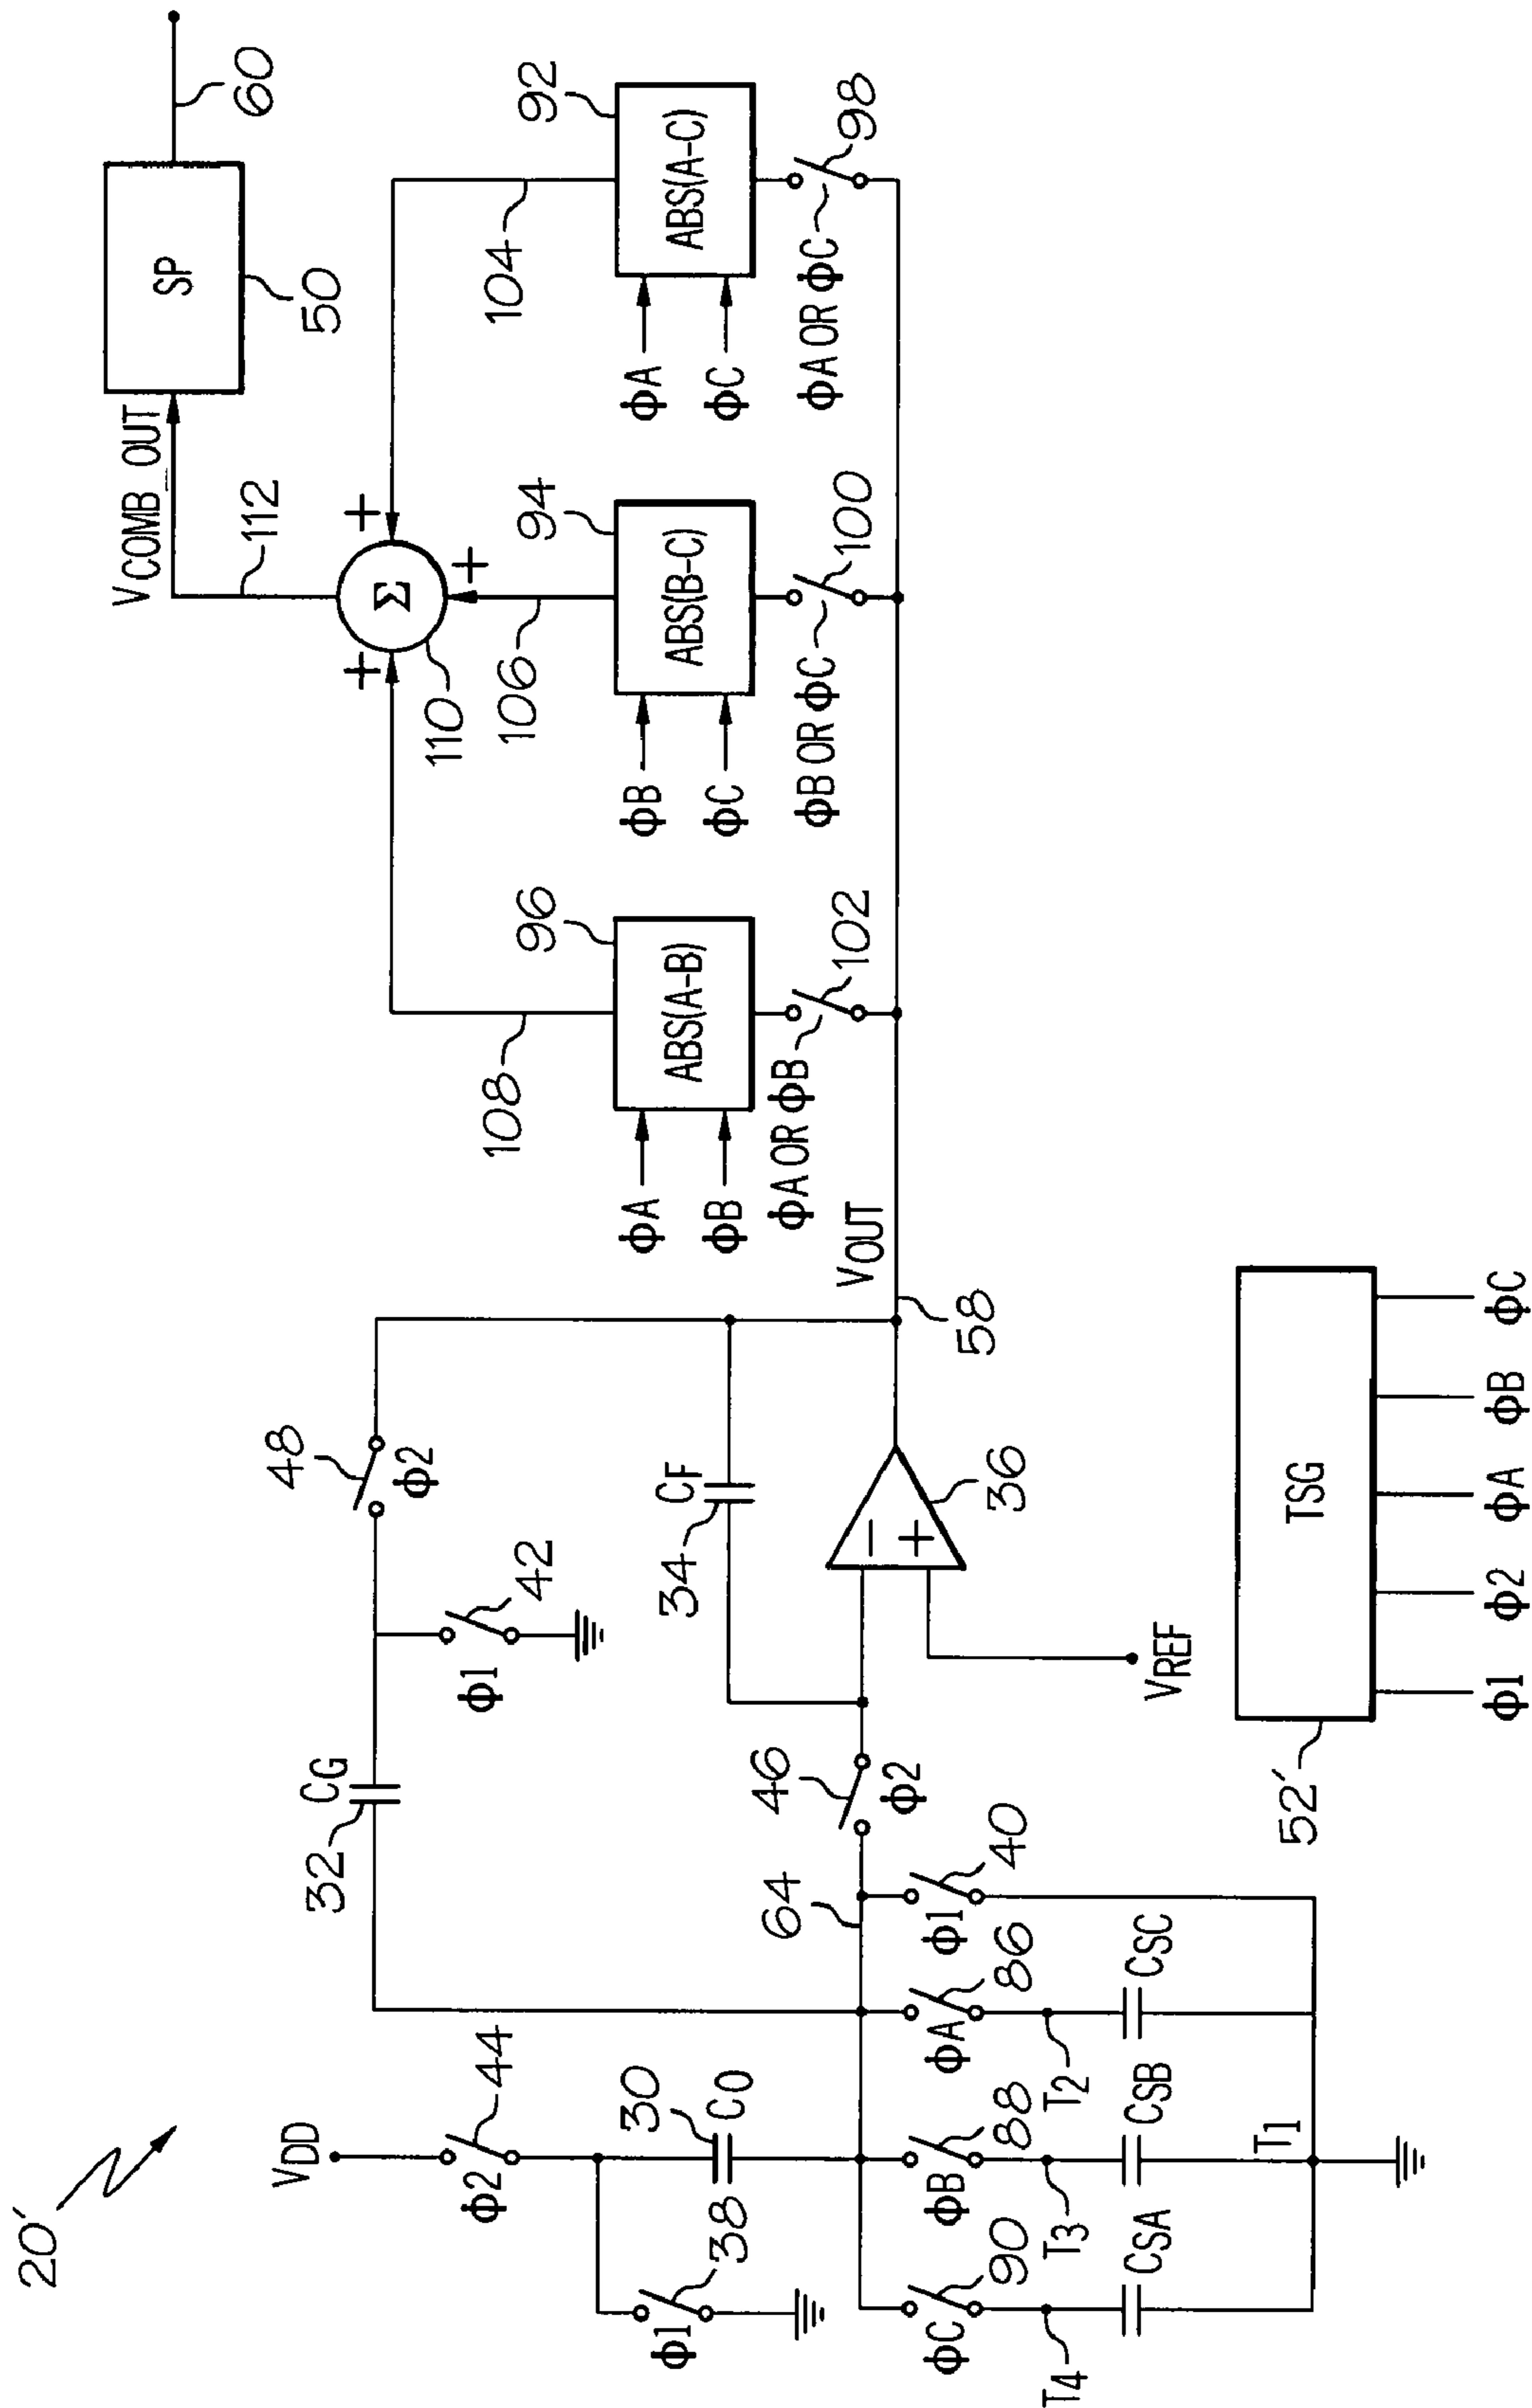 20′
VDD
44
Φ2
30
CO
Φ1
38
ΦC
90
T4
CSA
ΦB
88
T3
CSB
T1
ΦA
86
T2
CSC
Φ1
40
64
46
Φ2
32
CG
Φ1
42
48
Φ2
34
CF
−
+
36
VREF
VOUT
58
52′
TSG
Φ1
Φ2
ΦA
ΦB
ΦC
ΦA
ΦB
ABS(A-B)
96
108
ΦA OR ΦB
102
ΦB
ΦC
ABS(B-C)
94
106
ΦB OR ΦC
100
ΦA
ΦC
ABS(A-C)
92
104
ΦA OR ΦC
98
+
+
+
Σ
110
112
VCOMB_OUT
SP
50
60